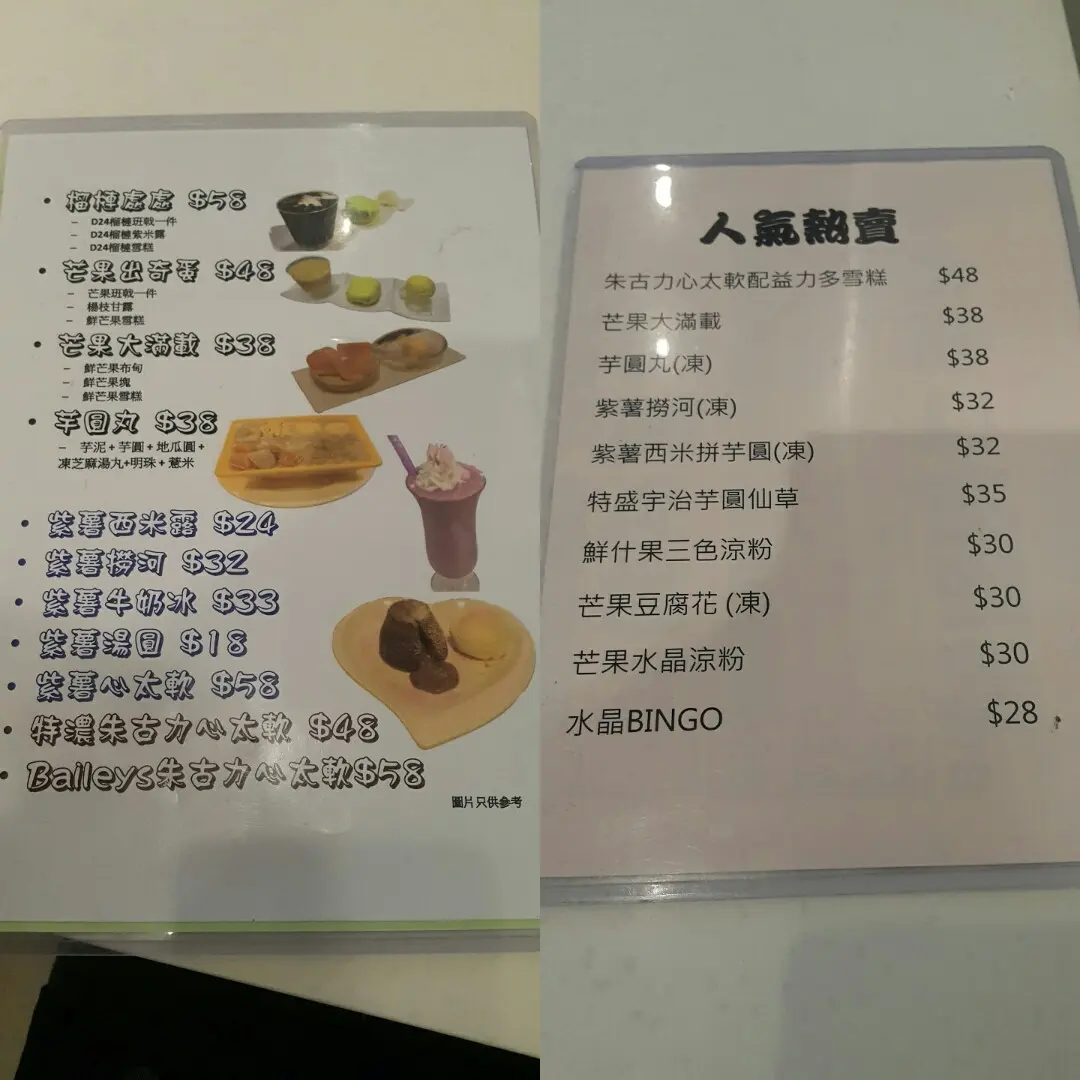 • 榴槤處處 $58
– D24榴槤班戟一件
– D24榴槤紫米露
– D24榴槤雪糕
• 芒果出奇蛋 $48
– 芒果班戟一件
– 楊枝甘露
– 鮮芒果雪糕
• 芒果大滿載 $38
– 鮮芒果布甸
– 鮮芒果塊
– 鮮芒果雪糕
• 芋圓丸 $38
– 芋泥+芋圓+地瓜圓+
凍芝麻湯丸+明珠+薏米
• 紫薯西米露 $24
• 紫薯撈河 $32
• 紫薯牛奶冰 $33
• 紫薯湯圓 $18
• 紫薯心太軟 $58
• 特濃朱古力心太軟 $48
• Baileys朱古力心太軟$58
圖片只供參考
人氣熱賣
朱古力心太軟配益力多雪糕 $48
芒果大滿載 $38
芋圓丸(凍) $38
紫薯撈河(凍) $32
紫薯西米拼芋圓(凍) $32
特盛宇治芋圓仙草 $35
鮮什果三色涼粉 $30
芒果豆腐花 (凍) $30
芒果水晶涼粉 $30
水晶BINGO $28